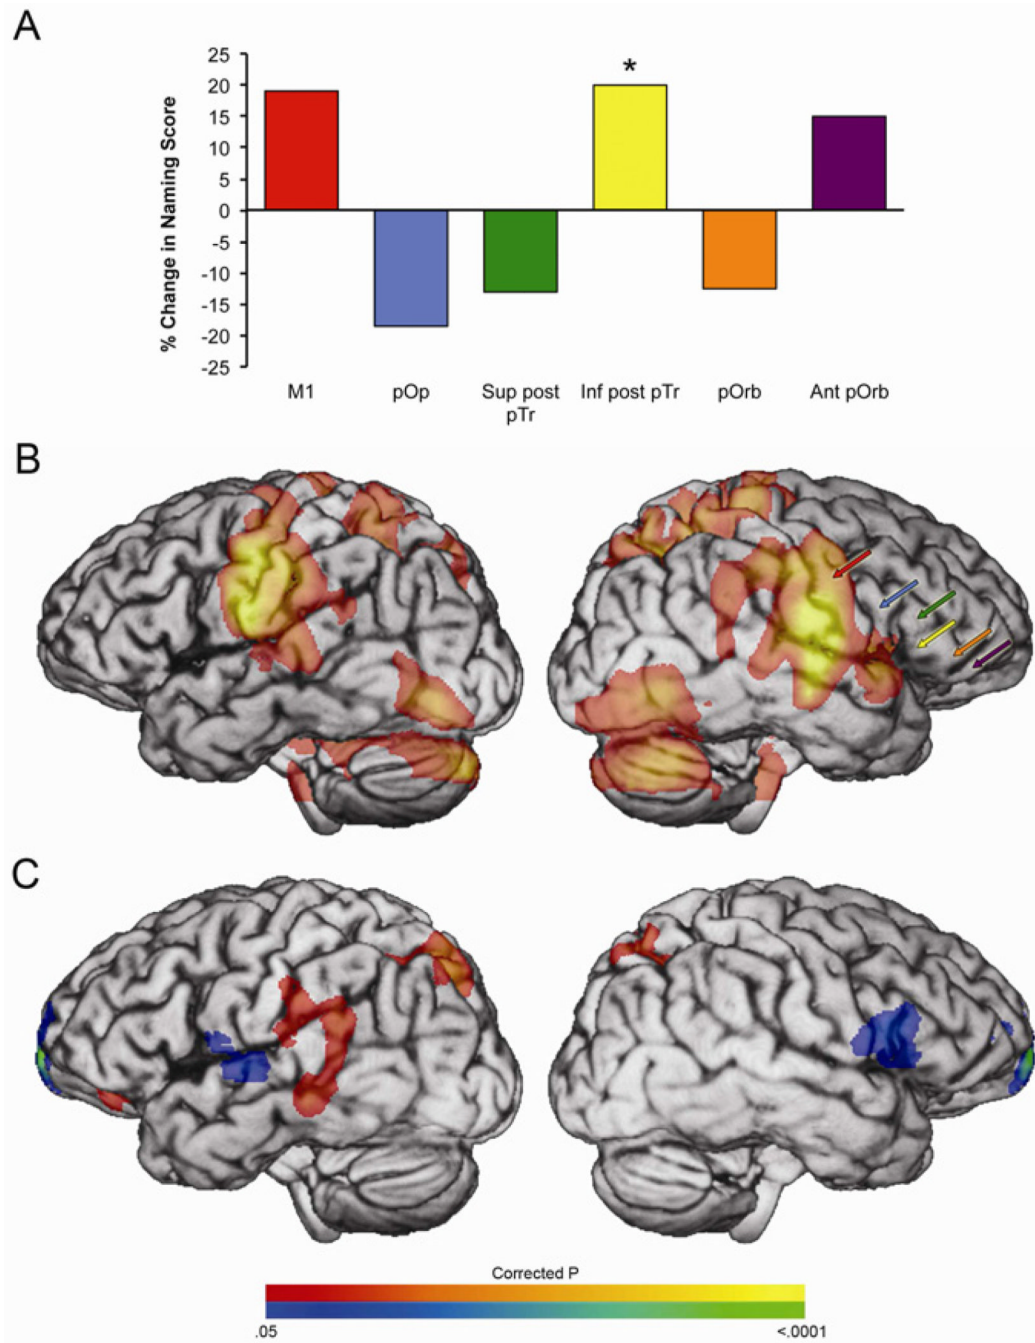 A
25
20
15
10
5
0
-5
-10
-15
-20
-25
% Change in Naming Score
*
M1
pOp
Sup post
pTr
Inf post pTr
pOrb
Ant pOrb
B
C
Corrected P
.05
<.0001